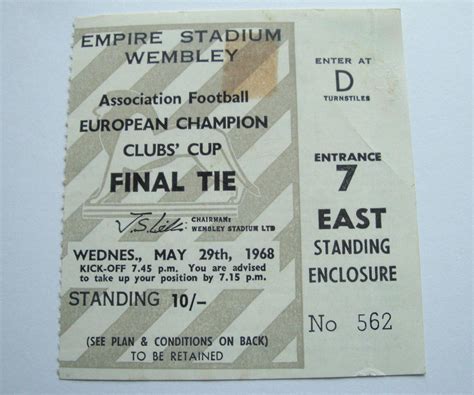 EMPIRE STADIUM
WEMBLEY
Association Football
EUROPEAN CHAMPION
CLUBS' CUP
FINAL TIE
CHAIRMAN:
WEMBLEY STADIUM LTD
WEDNES., MAY 29th, 1968
KICK-OFF 7.45 p.m. You are advised
to take up your position by 7.15 p.m.
STANDING 10/–
(SEE PLAN & CONDITIONS ON BACK)
TO BE RETAINED
ENTER AT
D
TURNSTILES
ENTRANCE
7
EAST
STANDING
ENCLOSURE
No 562